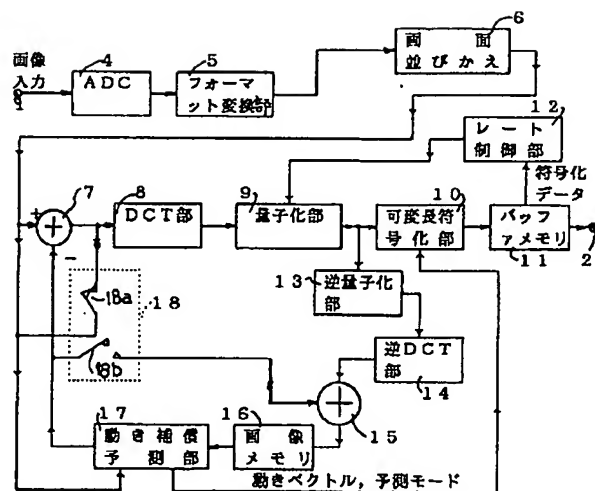 6
画面
並びかえ
画像
入力
1
4
ADC
5
フォーマ
ット変換部
12
レート
制御部
符号化
データ
7
+
−
8
DCT部
9
量子化部
10
可変長符
号化部
バッフ
ァメモリ
11
2
13
逆量子化
部
18a
18
18b
逆DCT
部
14
15
17
動き補償
予測部
16
画像
メモリ
動きベクトル,予測モード